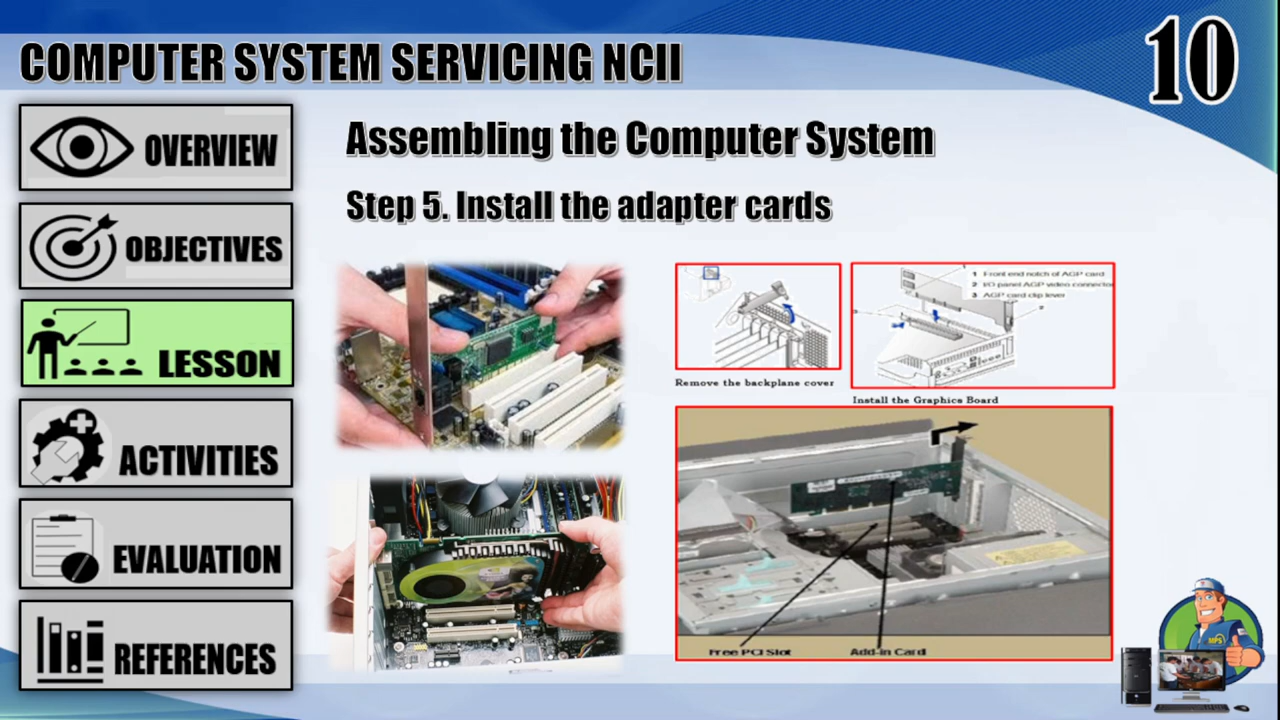 COMPUTER SYSTEM SERVICING NCII
10
OVERVIEW
OBJECTIVES
LESSON
ACTIVITIES
EVALUATION
REFERENCES
Assembling the Computer System
Step 5. Install the adapter cards
Remove the backplane cover
1 Front end notch of AGP card
2 I/O panel AGP video connector
3 AGP card clip lever
Install the Graphics Board
Free PCI Slot
Add-in Card